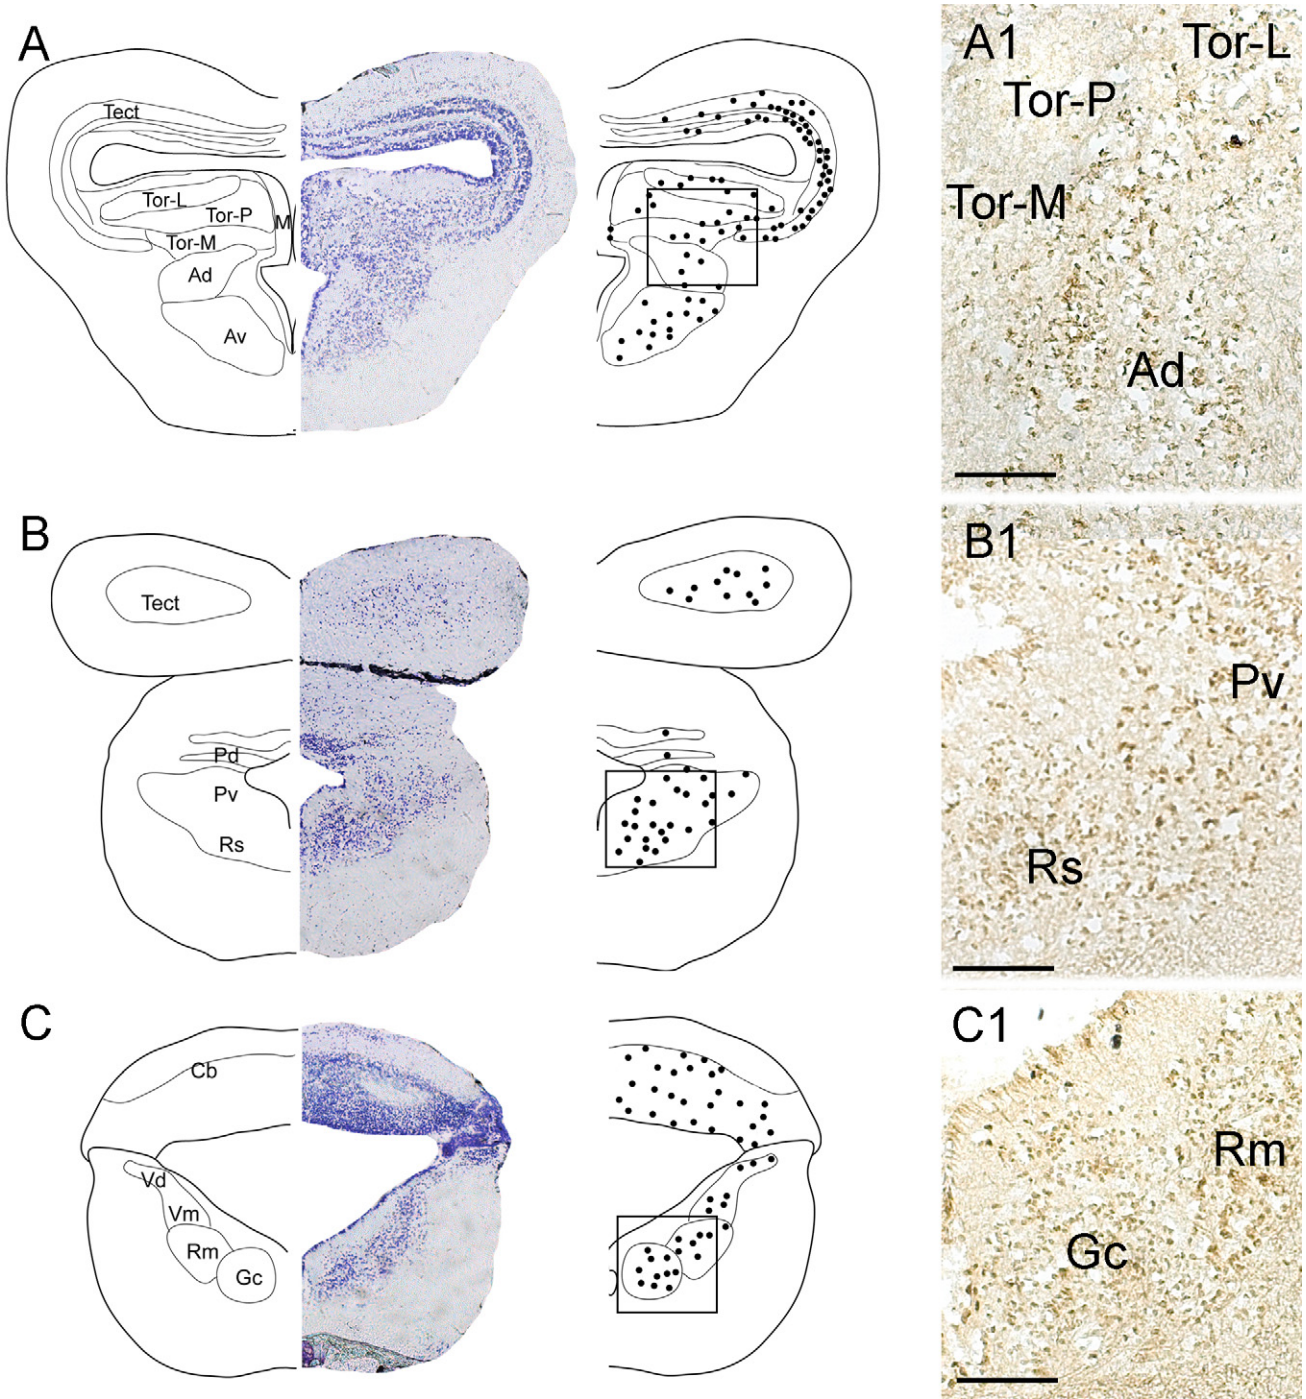 A
Tect
Tor-L
Tor-P
M
Tor-M
Ad
Av
A1
Tor-L
Tor-P
Tor-M
Ad
B
Tect
Pd
Pv
Rs
B1
Pv
Rs
C
Cb
Vd
Vm
Rm
Gc
C1
Rm
Gc